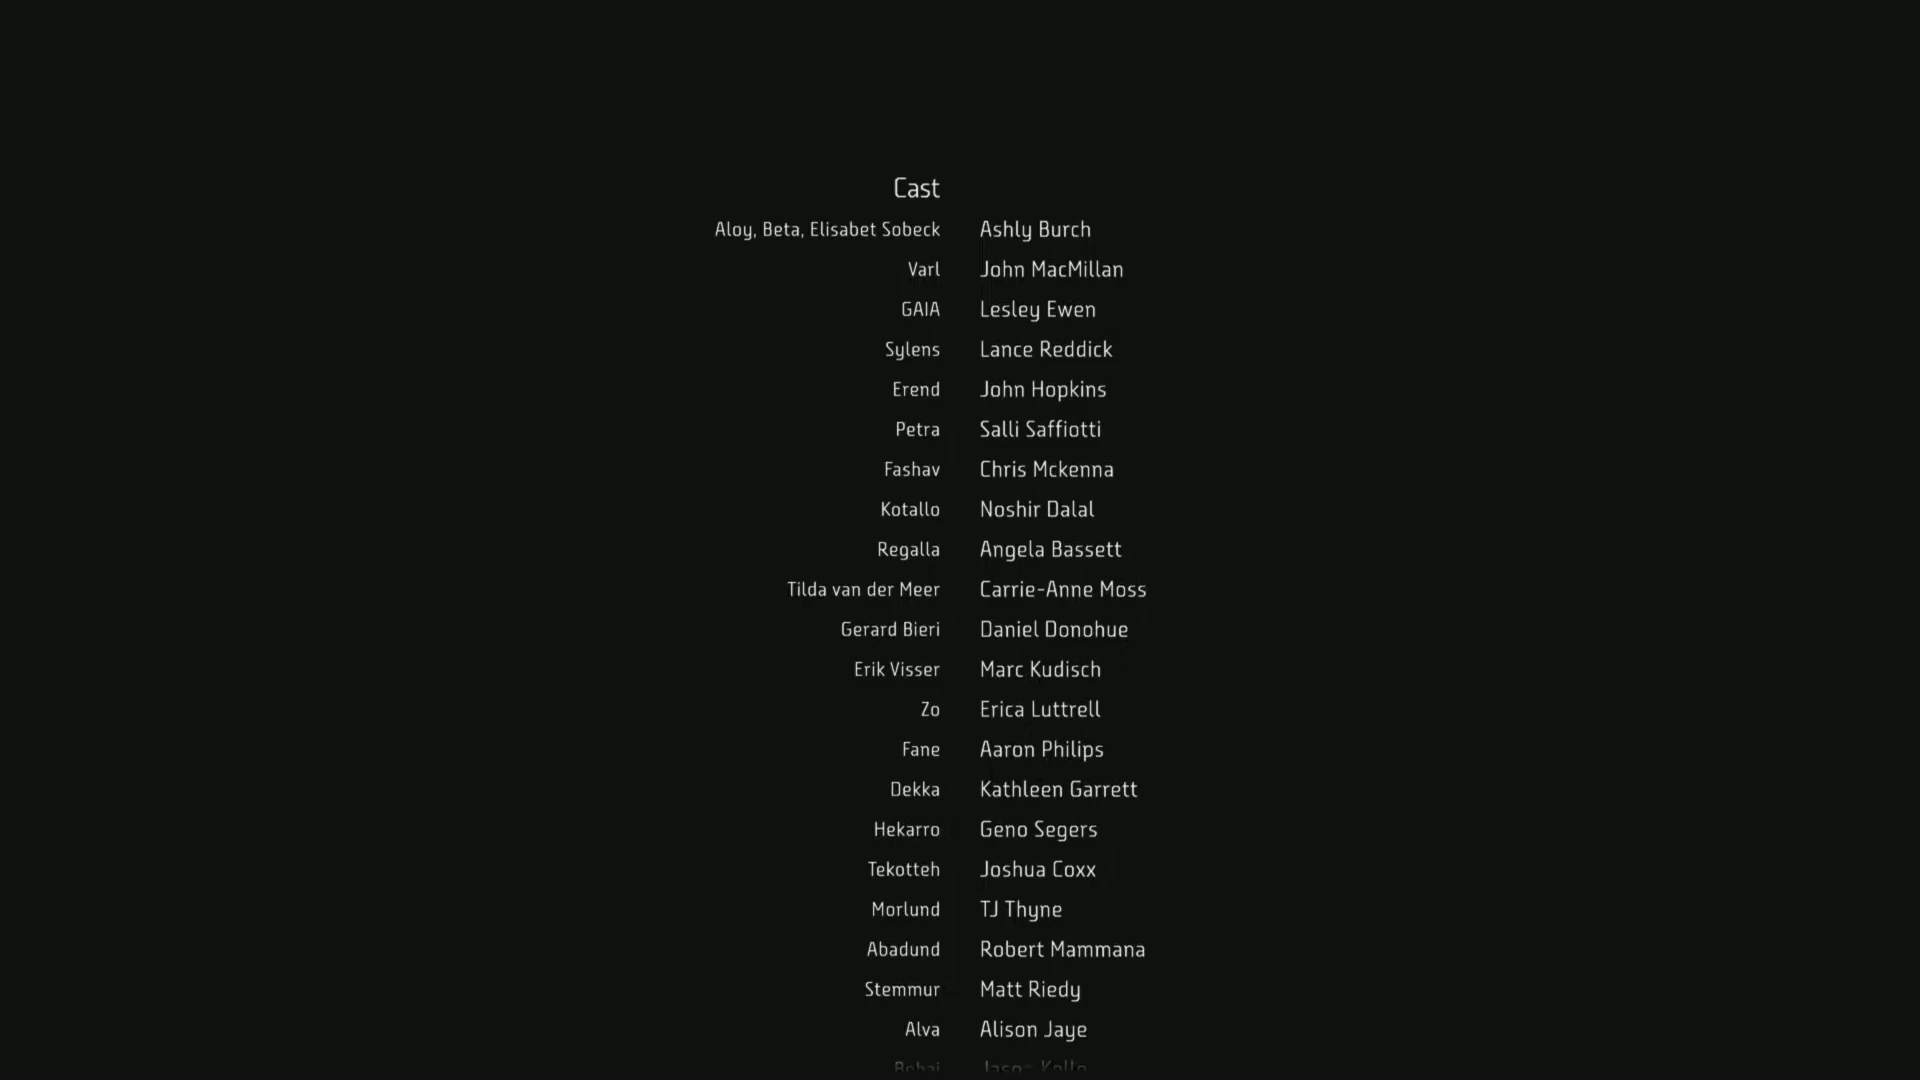 Cast
Aloy, Beta, Elisabet Sobeck Ashly Burch
Varl John MacMillan
GAIA Lesley Ewen
Sylens Lance Reddick
Erend John Hopkins
Petra Salli Saffiotti
Fashav Chris Mckenna
Kotallo Noshir Dalal
Regalla Angela Bassett
Tilda van der Meer Carrie-Anne Moss
Gerard Bieri Daniel Donohue
Erik Visser Marc Kudisch
Zo Erica Luttrell
Fane Aaron Philips
Dekka Kathleen Garrett
Hekarro Geno Segers
Tekotteh Joshua Coxx
Morlund TJ Thyne
Abadund Robert Mammana
Stemmur Matt Riedy
Alva Alison Jaye